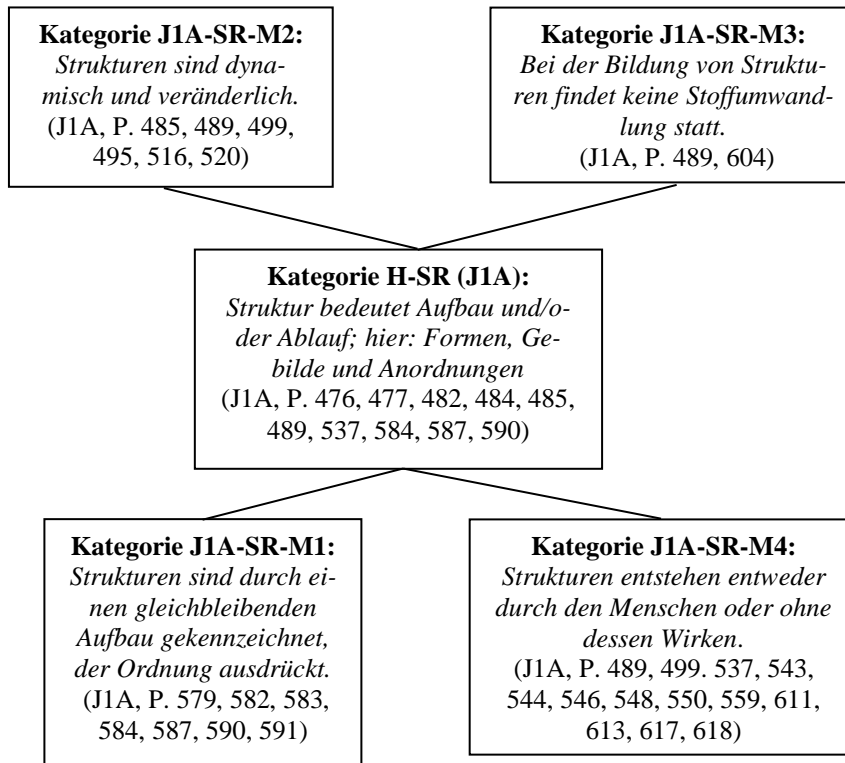 Kategorie J1A-SR-M2:
Strukturen sind dyna-
misch und veränderlich.
(J1A, P. 485, 489, 499,
495, 516, 520)
Kategorie J1A-SR-M3:
Bei der Bildung von Struktu-
ren findet keine Stoffumwand-
lung statt.
(J1A, P. 489, 604)
Kategorie H-SR (J1A):
Struktur bedeutet Aufbau und/o-
der Ablauf; hier: Formen, Ge-
bilde und Anordnungen
(J1A, P. 476, 477, 482, 484, 485,
489, 537, 584, 587, 590)
Kategorie J1A-SR-M1:
Strukturen sind durch ei-
nen gleichbleibenden
Aufbau gekennzeichnet,
der Ordnung ausdrückt.
(J1A, P. 579, 582, 583,
584, 587, 590, 591)
Kategorie J1A-SR-M4:
Strukturen entstehen entweder
durch den Menschen oder ohne
dessen Wirken.
(J1A, P. 489, 499. 537, 543,
544, 546, 548, 550, 559, 611,
613, 617, 618)